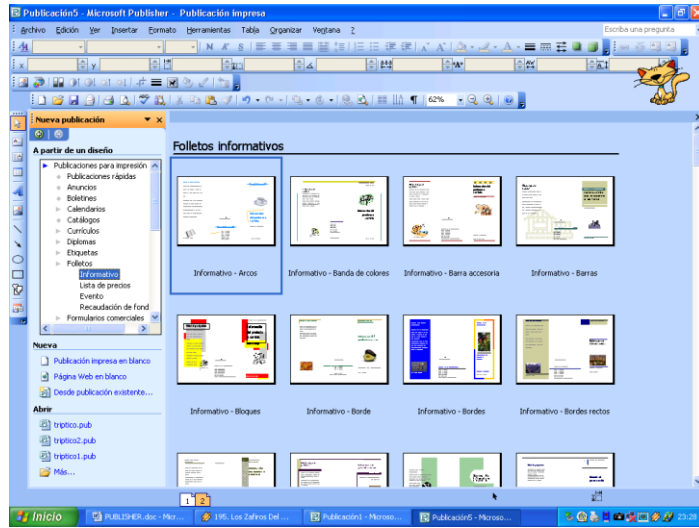 Publicación5 - Microsoft Publisher - Publicación impresa
Archivo Edición Ver Insertar Formato Herramientas Tabla Organizar Ventana ?
Escriba una pregunta
N K S
x y
62%
Nueva publicación
A partir de un diseño
Publicaciones para impresión
Publicaciones rápidas
Anuncios
Boletines
Calendarios
Catálogos
Currículos
Diplomas
Etiquetas
Folletos
Informativo
Lista de precios
Evento
Recaudación de fond
Formularios comerciales
Nueva
Publicación impresa en blanco
Página Web en blanco
Desde publicación existente...
Abrir
triptico.pub
triptico2.pub
triptico1.pub
Más...
Folletos informativos
Informativo - Arcos
Informativo - Banda de colores
Informativo - Barra accesoria
Informativo - Barras
Informativo - Bloques
Informativo - Borde
Informativo - Bordes
Informativo - Bordes rectos
1 2
Inicio
PUBLISHER.doc - Micr...
195. Los Zafiros Del ...
Publicación1 - Microso...
Publicación5 - Microso...